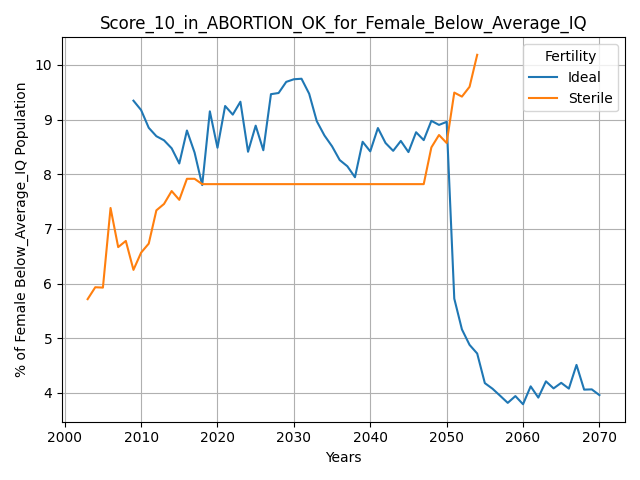 Score_10_in_ABORTION_OK_for_Female_Below_Average_IQ
% of Female Below_Average_IQ Population
10
9
8
7
6
5
4
Fertility
Ideal
Sterile
2000 2010 2020 2030 2040 2050 2060 2070
Years